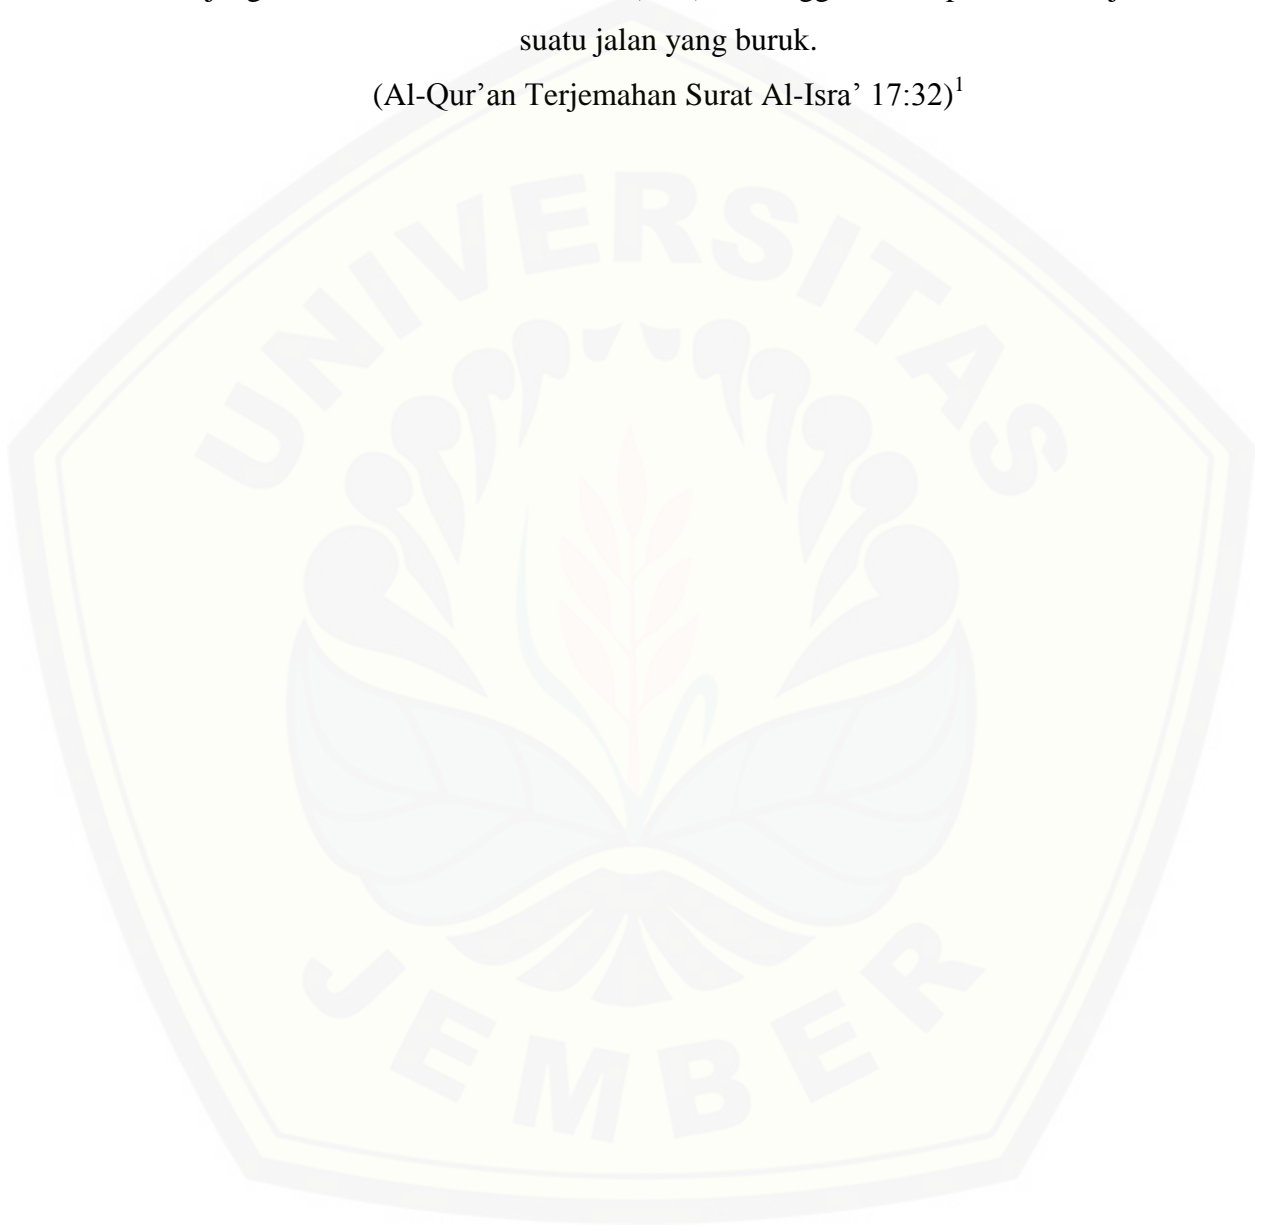 suatu jalan yang buruk.
(Al-Qur’an Terjemahan Surat Al-Isra’ 17:32)1
UNIVERSITAS
JEMBER